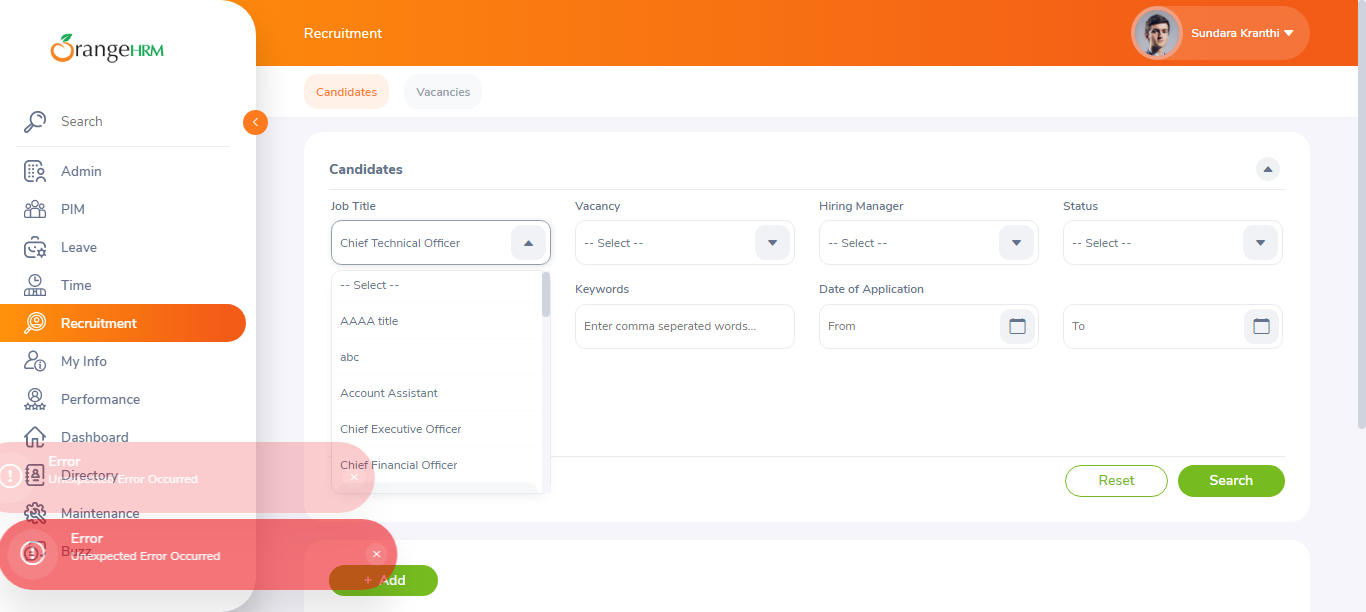 OrangeHRM
Search
Admin
PIM
Leave
Time
Recruitment
My Info
Performance
Dashboard
Directory
Maintenance
Buzz
Error
Unexpected Error Occurred
Error
Unexpected Error Occurred
Recruitment
Sundara Kranthi
Candidates
Vacancies
Candidates
Job Title
Vacancy
Hiring Manager
Status
Chief Technical Officer
-- Select --
-- Select --
-- Select --
-- Select --
AAAA title
abc
Account Assistant
Chief Executive Officer
Chief Financial Officer
Keywords
Date of Application
Enter comma seperated words...
From
To
Reset
Search
+ Add